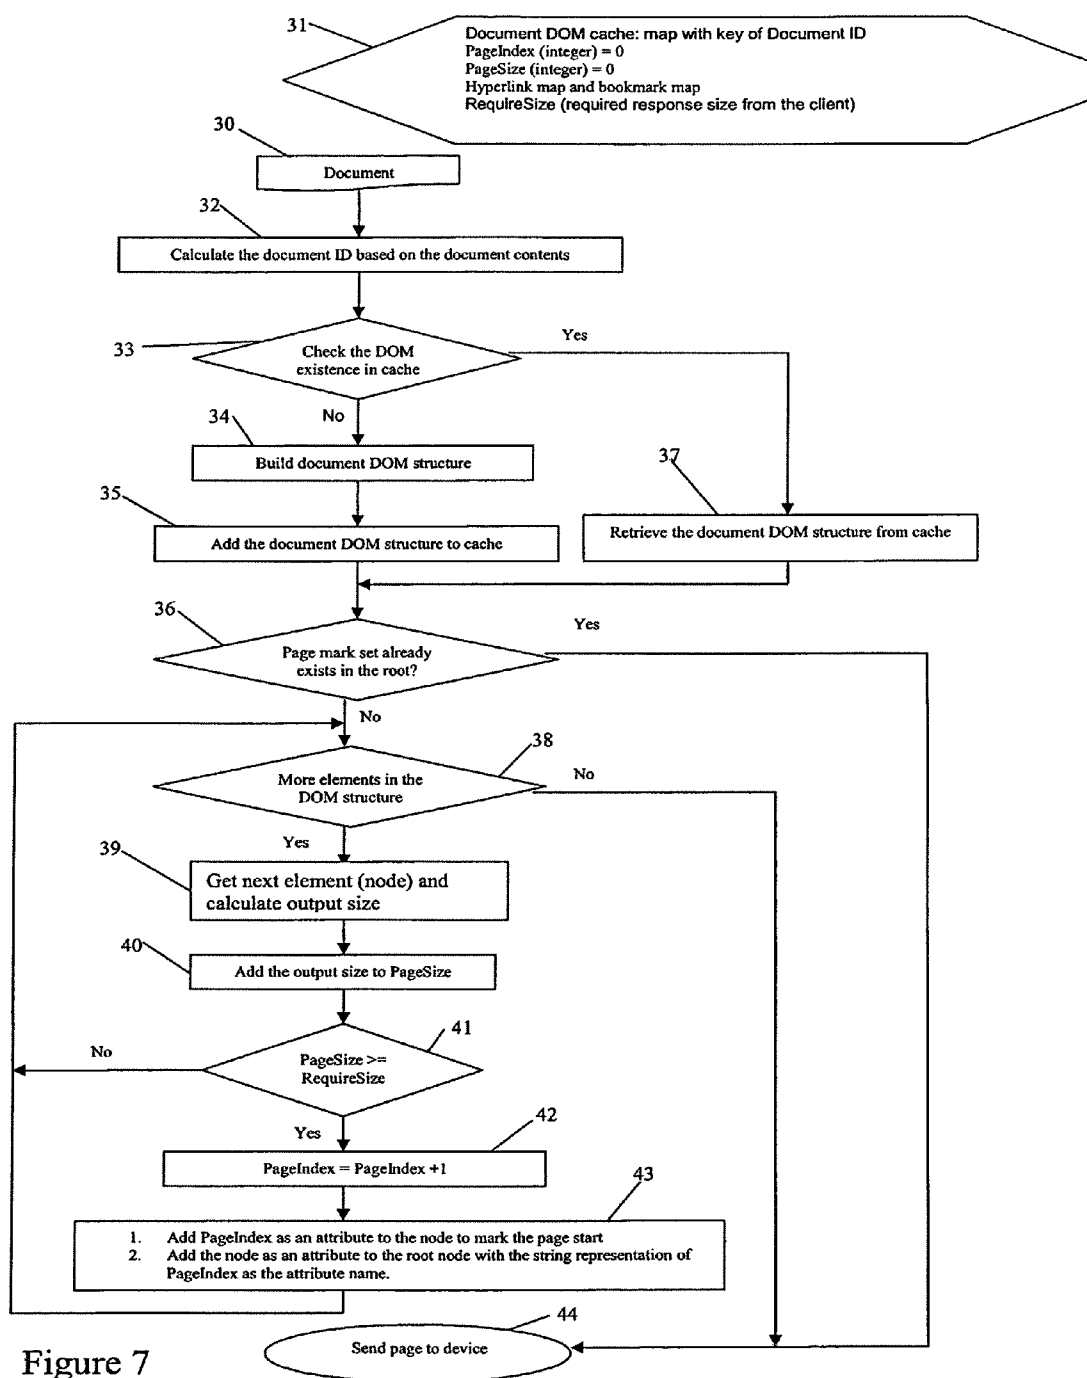 31
Document DOM cache: map with key of Document ID
PageIndex (integer) = 0
PageSize (integer) = 0
Hyperlink map and bookmark map
RequireSize (required response size from the client)
30
Document
32
Calculate the document ID based on the document contents
33
Check the DOM
existence in cache
Yes
No
34
Build document DOM structure
35
Add the document DOM structure to cache
37
Retrieve the document DOM structure from cache
36
Page mark set already
exists in the root?
Yes
No
38
More elements in the
DOM structure
No
Yes
39
Get next element (node) and
calculate output size
40
Add the output size to PageSize
41
PageSize >=
RequireSize
No
Yes
42
PageIndex = PageIndex +1
43
1. Add PageIndex as an attribute to the node to mark the page start
2. Add the node as an attribute to the root node with the string representation of
PageIndex as the attribute name.
44
Send page to device
Figure 7